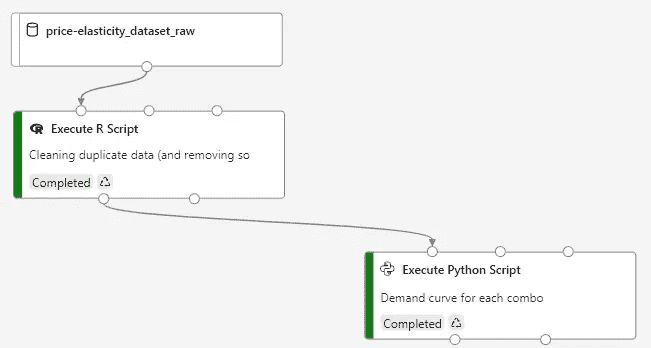 price-elasticity_dataset_raw
Execute R Script
Cleaning duplicate data (and removing so
Completed
Execute Python Script
Demand curve for each combo
Completed